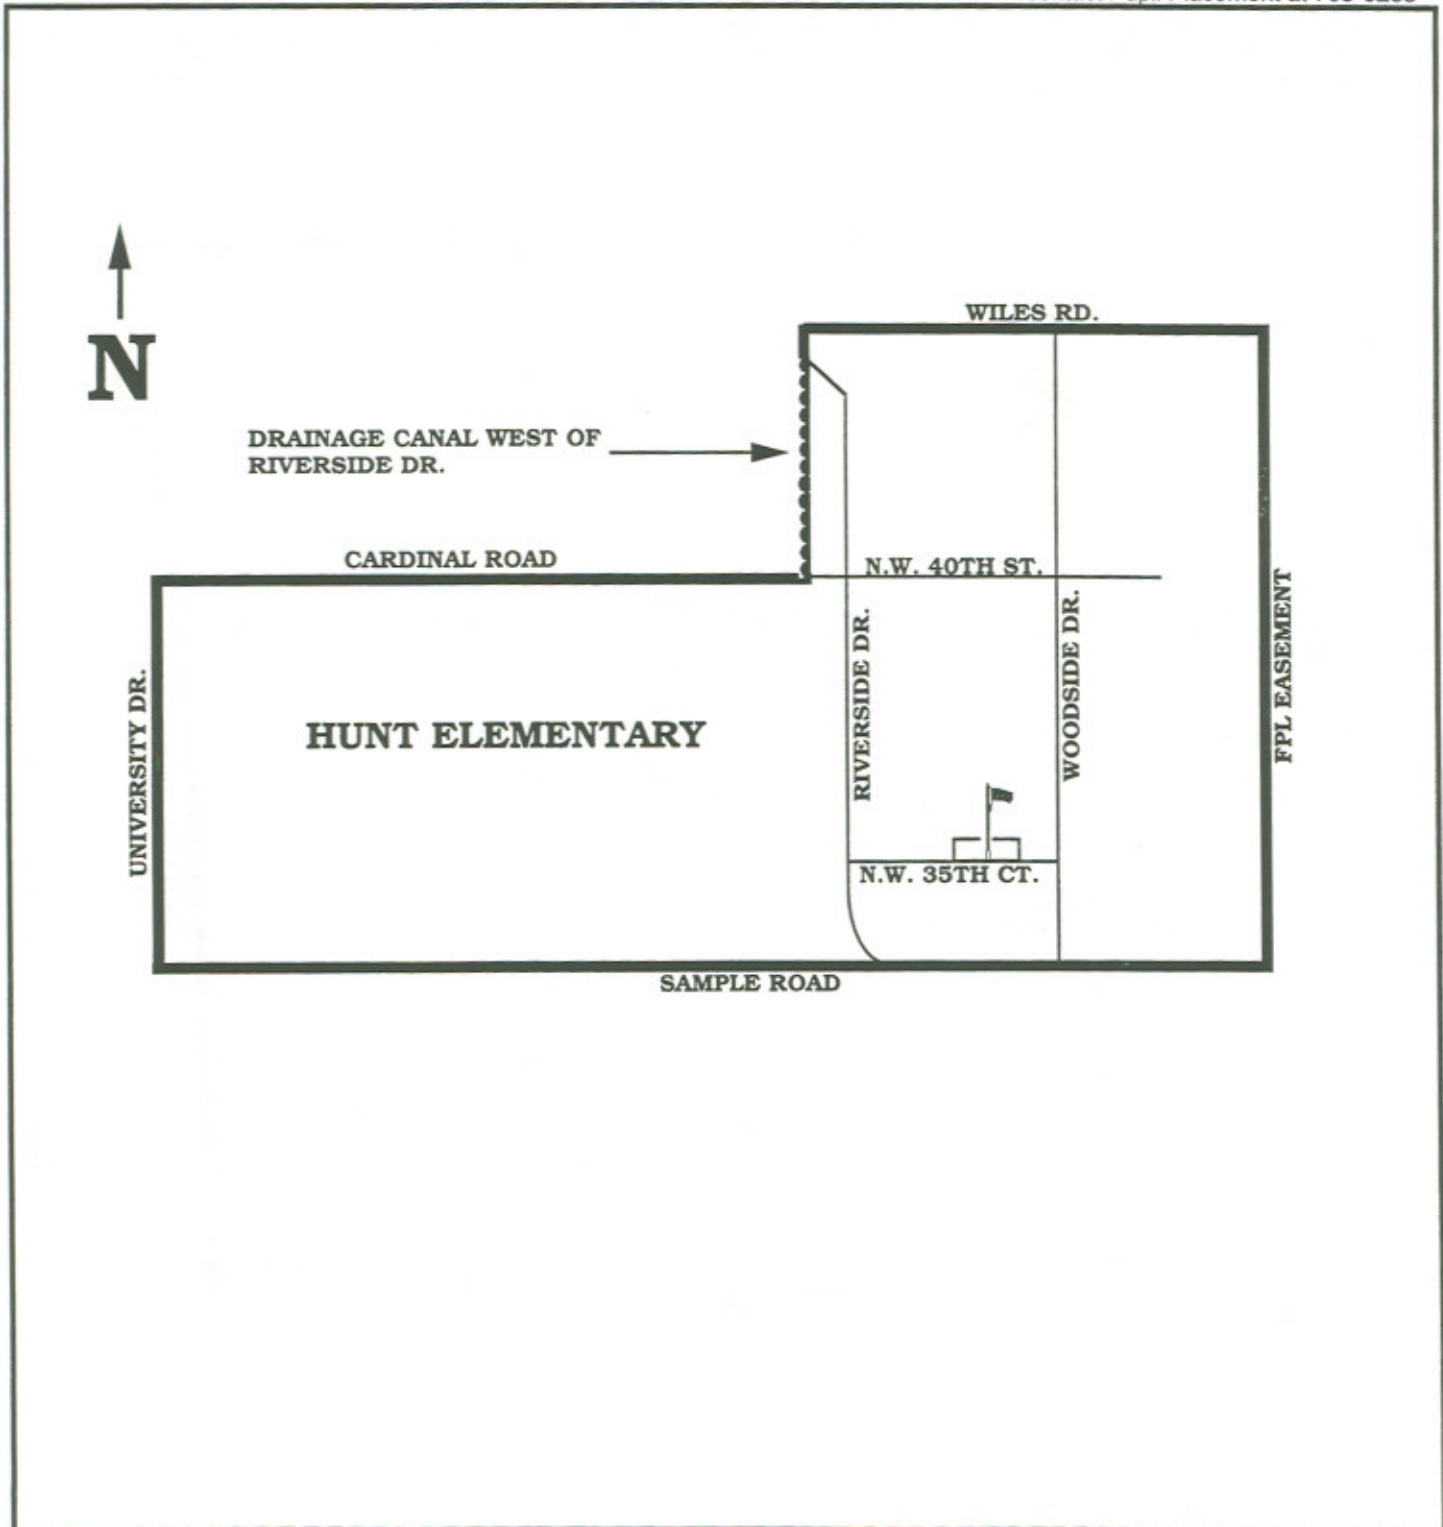 WILES RD.
N
DRAINAGE CANAL WEST OF
RIVERSIDE DR.
CARDINAL ROAD
N.W. 40TH ST.
UNIVERSITY DR.
HUNT ELEMENTARY
RIVERSIDE DR.
WOODSIDE DR.
FPL EASEMENT
N.W. 35TH CT.
SAMPLE ROAD